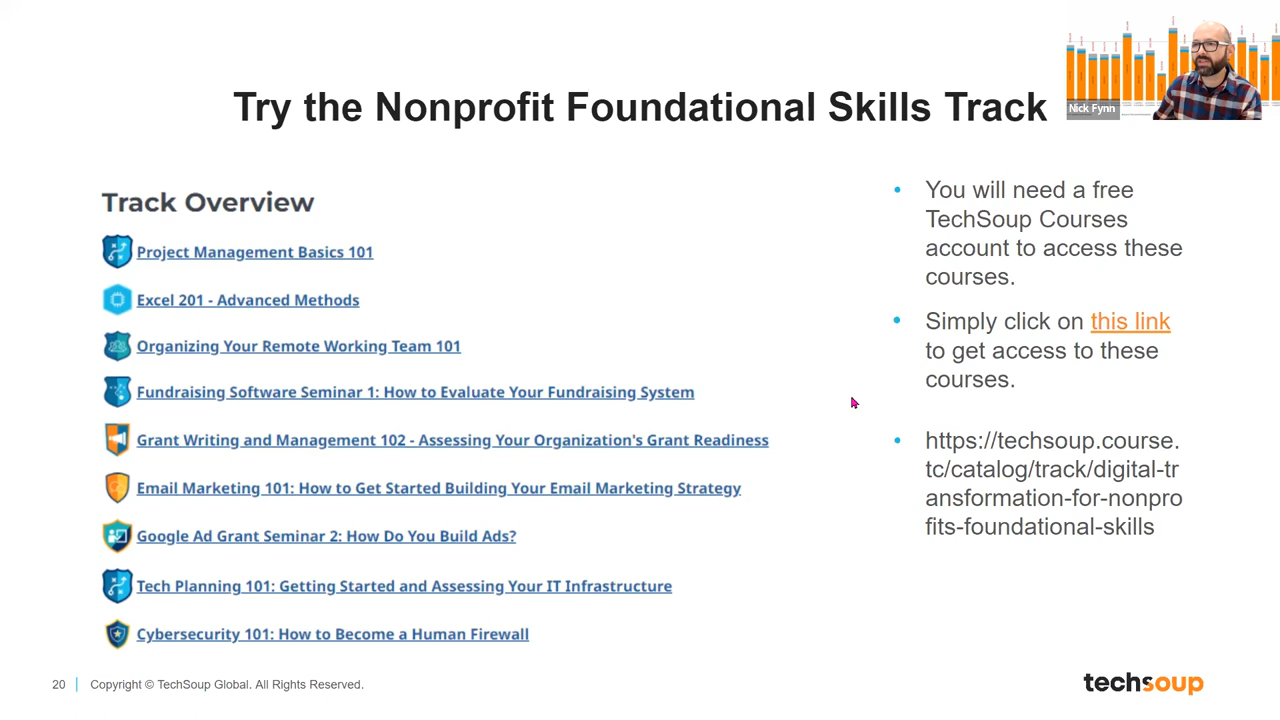 Try the Nonprofit Foundational Skills Track
Nick Fynn
Track Overview
Project Management Basics 101
Excel 201 - Advanced Methods
Organizing Your Remote Working Team 101
Fundraising Software Seminar 1: How to Evaluate Your Fundraising System
Grant Writing and Management 102 - Assessing Your Organization's Grant Readiness
Email Marketing 101: How to Get Started Building Your Email Marketing Strategy
Google Ad Grant Seminar 2: How Do You Build Ads?
Tech Planning 101: Getting Started and Assessing Your IT Infrastructure
Cybersecurity 101: How to Become a Human Firewall
• You will need a free
TechSoup Courses
account to access these
courses.
• Simply click on this link
to get access to these
courses.
• https://techsoup.course.
tc/catalog/track/digital-tr
ansformation-for-nonpro
fits-foundational-skills
20 | Copyright © TechSoup Global. All Rights Reserved.
techsoup